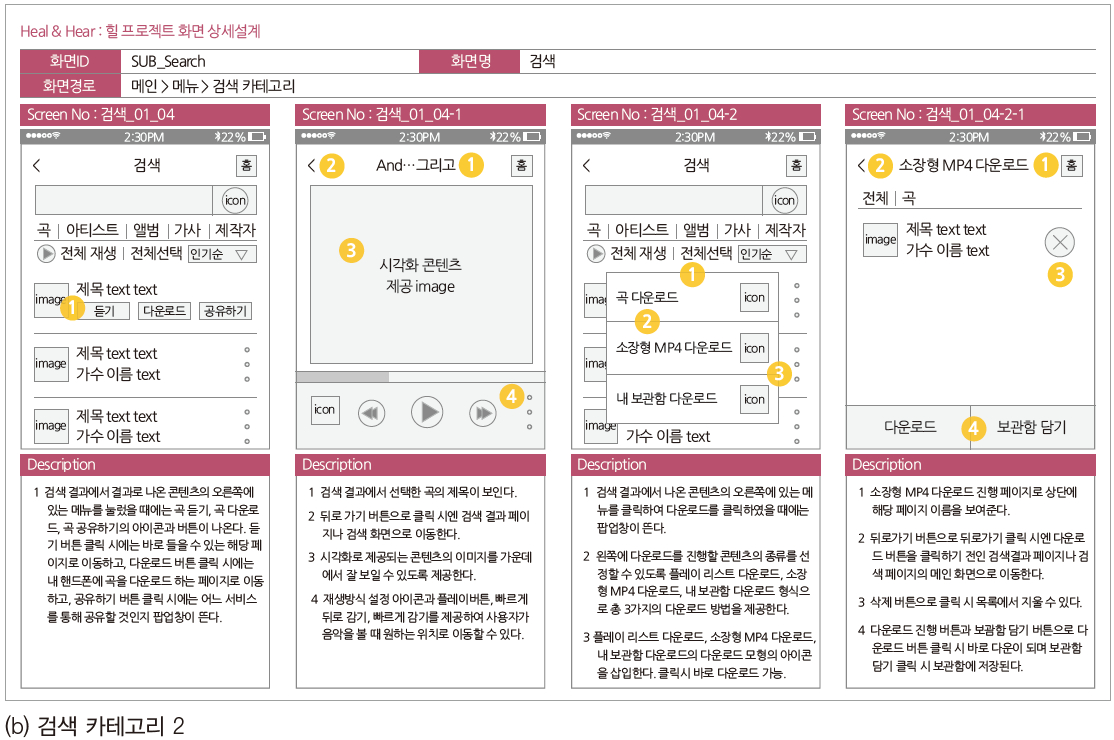 Heal & Hear : 힐 프로젝트 화면 상세설계
화면ID SUB_Search 화면명 검색
화면경로 메인 > 메뉴 > 검색 카테고리
Screen No : 검색_01_04
2:30PM 22%
< 검색 홈
icon
곡 | 아티스트 | 앨범 | 가사 | 제작자
전체 재생 | 전체선택 인기순 ▽
image 제목 text text
1 듣기 다운로드 공유하기
image 제목 text text
가수 이름 text
image 제목 text text
가수 이름 text
Description
1 검색 결과에서 결과로 나온 콘텐츠의 오른쪽에
있는 메뉴를 눌렀을 때에는 곡 듣기, 곡 다운로
드, 곡 공유하기의 아이콘과 버튼이 나온다. 듣
기 버튼 클릭 시에는 바로 들을 수 있는 해당 페
이지로 이동하고, 다운로드 버튼 클릭 시에는
내 핸드폰에 곡을 다운로드 하는 페이지로 이동
하고, 공유하기 버튼 클릭 시에는 어느 서비스
를 통해 공유할 것인지 팝업창이 뜬다.
Screen No : 검색_01_04-1
2:30PM 22%
< 2 And…그리고 1 홈
3 시각화 콘텐츠
제공 image
4
icon
Description
1 검색 결과에서 선택한 곡의 제목이 보인다.
2 뒤로 가기 버튼으로 클릭 시엔 검색 결과 페이
지나 검색 화면으로 이동한다.
3 시각화로 제공되는 콘텐츠의 이미지를 가운데
에서 잘 보일 수 있도록 제공한다.
4 재생방식 설정 아이콘과 플레이버튼, 빠르게
뒤로 감기, 빠르게 감기를 제공하여 사용자가
음악을 볼 때 원하는 위치로 이동할 수 있다.
Screen No : 검색_01_04-2
2:30PM 22%
< 검색 홈
icon
곡 | 아티스트 | 앨범 | 가사 | 제작자
전체 재생 | 전체선택 인기순 ▽
1
곡 다운로드 icon
2
소장형 MP4 다운로드 icon
3
내 보관함 다운로드 icon
가수 이름 text
Description
1 검색 결과에서 나온 콘텐츠의 오른쪽에 있는 메
뉴를 클릭하여 다운로드를 클릭하였을 때에는
팝업창이 뜬다.
2 왼쪽에 다운로드를 진행할 콘텐츠의 종류를 선
정할 수 있도록 플레이 리스트 다운로드, 소장
형 MP4 다운로드, 내 보관함 다운로드 형식으
로 총 3가지의 다운로드 방법을 제공한다.
3 플레이 리스트 다운로드, 소장형 MP4 다운로드,
내 보관함 다운로드의 다운로드 모형의 아이콘
을 삽입한다. 클릭시 바로 다운로드 가능.
Screen No : 검색_01_04-2-1
2:30PM 22%
< 2 소장형 MP4 다운로드 1 홈
전체 | 곡
image 제목 text text
가수 이름 text
3
다운로드 4 보관함 담기
Description
1 소장형 MP4 다운로드 진행 페이지로 상단에
해당 페이지 이름을 보여준다.
2 뒤로가기 버튼으로 뒤로가기 클릭 시엔 다운로
드 버튼을 클릭하기 전인 검색결과 페이지나 검
색 페이지의 메인 화면으로 이동한다.
3 삭제 버튼으로 클릭 시 목록에서 지울 수 있다.
4 다운로드 진행 버튼과 보관함 담기 버튼으로 다
운로드 버튼 클릭 시 바로 다운이 되며 보관함
담기 클릭 시 보관함에 저장된다.
(b) 검색 카테고리 2